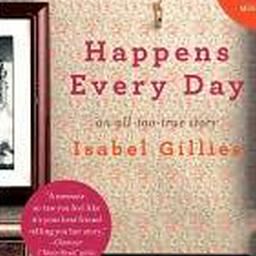 Happens
Every Day
an all-too-true story
Isabel Gillies
A memoir
so raw you feel like
it's your best friend
telling you her story."
—Glamour